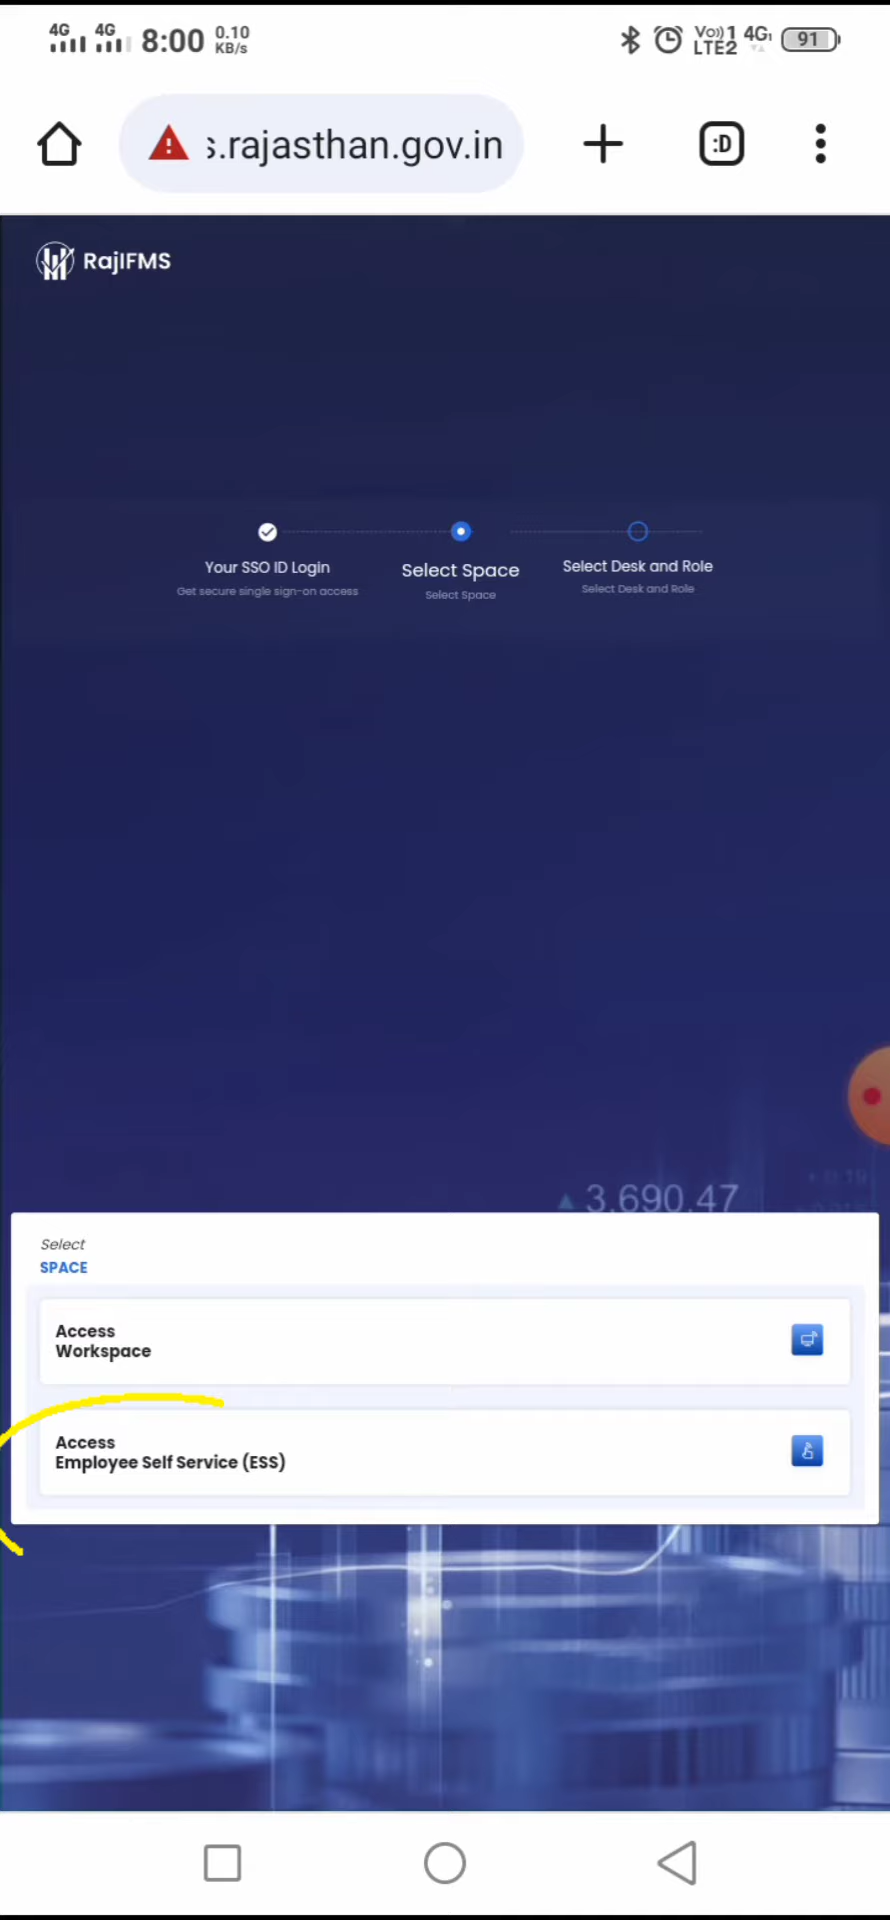 4G 4G 8:00 0.10 KB/s Vo)) 1 LTE2 4G1 91
s.rajasthan.gov.in :D
RajIFMS
Your SSO ID Login
Get secure single sign-on access
Select Space
Select Space
Select Desk and Role
Select Desk and Role
3,690.47
Select
SPACE
Access
Workspace
Access
Employee Self Service (ESS)